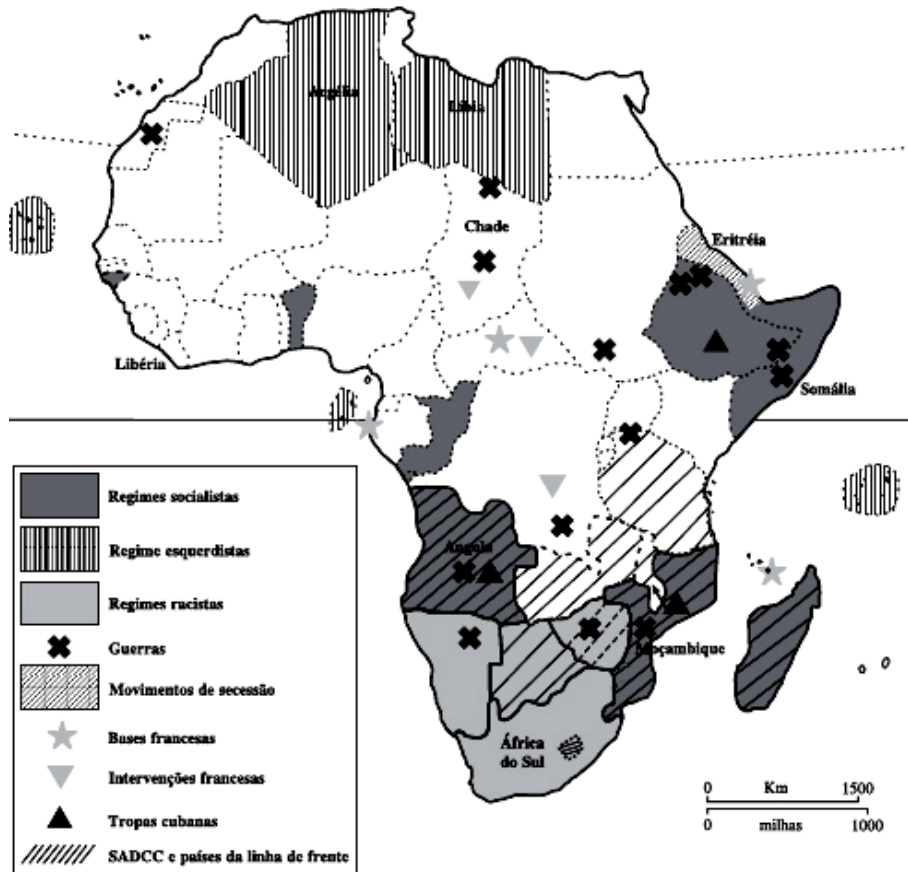 Argélia
Líbia
Chade
Eritréia
Libéria
Somália
Angola
Moçambique
África
do Sul
Regimes socialistas
Regime esquerdistas
Regimes racistas
Guerras
Movimentos de secessão
Bases francesas
Intervenções francesas
Tropas cubanas
SADCC e países da linha de frente
0 Km 1500
0 milhas 1000